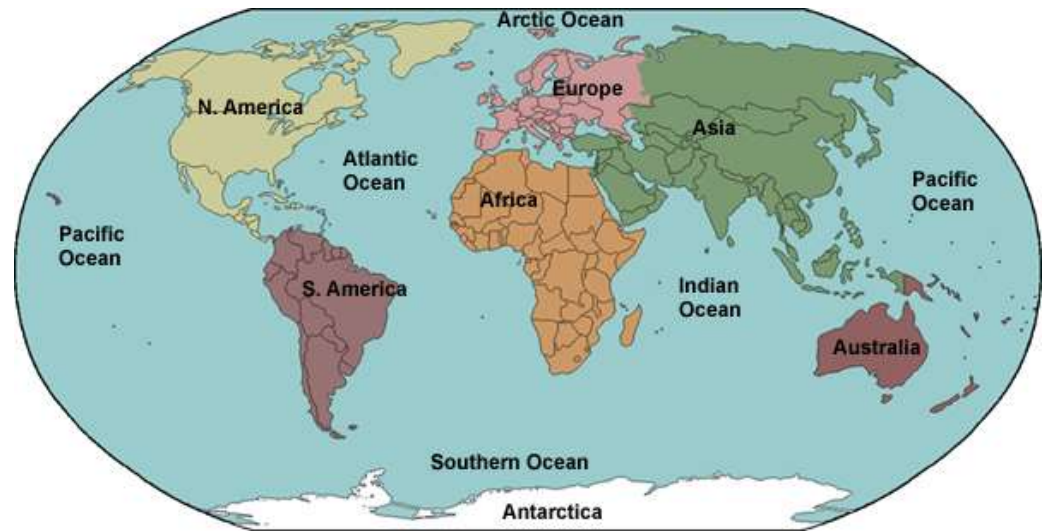 Arctic Ocean
N. America
Europe
Asia
Atlantic
Ocean
Africa
Pacific
Ocean
Pacific
Ocean
S. America
Indian
Ocean
Australia
Southern Ocean
Antarctica